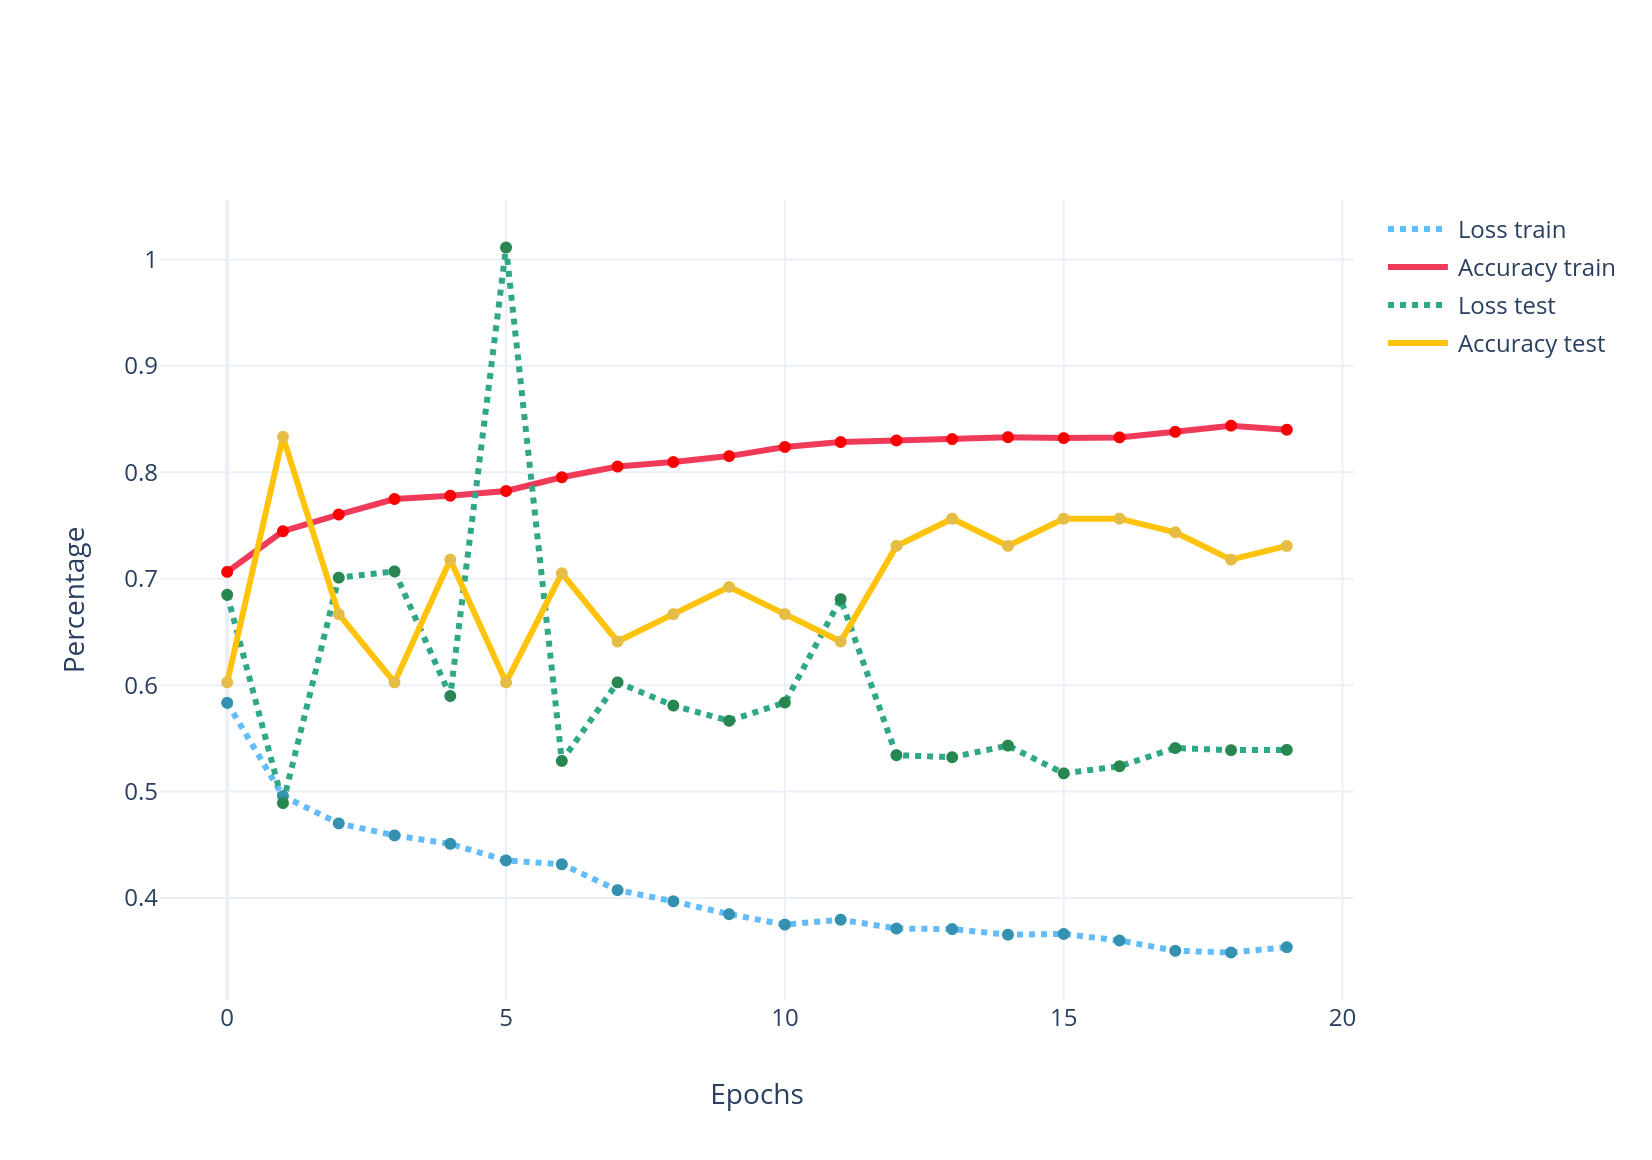 Loss train
Accuracy train
Loss test
Accuracy test
1
0.9
0.8
0.7
0.6
0.5
0.4
Percentage
0 5 10 15 20
Epochs